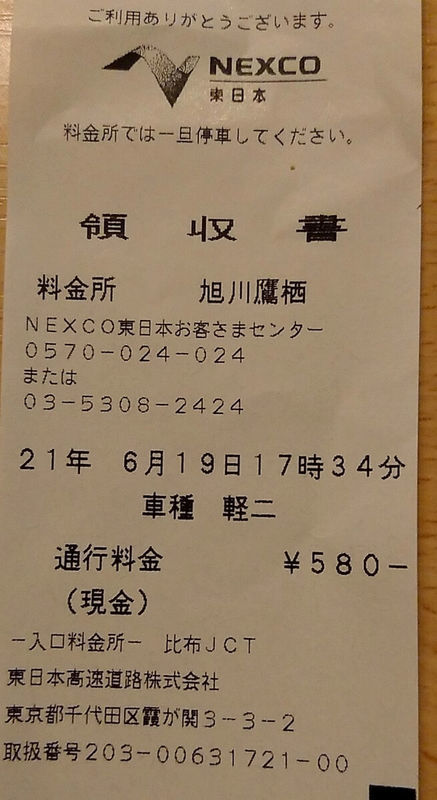 ご利用ありがとうございます。
NEXCO
東日本
料金所では一旦停車してください。
領 収 書
料金所 旭川鷹栖
NEXCO東日本お客さまセンター
0570-024-024
または
03-5308-2424
21年 6月19日17時34分
車種 軽二
通行料金 ¥580-
(現金)
-入口料金所- 比布JCT
東日本高速道路株式会社
東京都千代田区霞が関3-3-2
取扱番号203-00631721-00